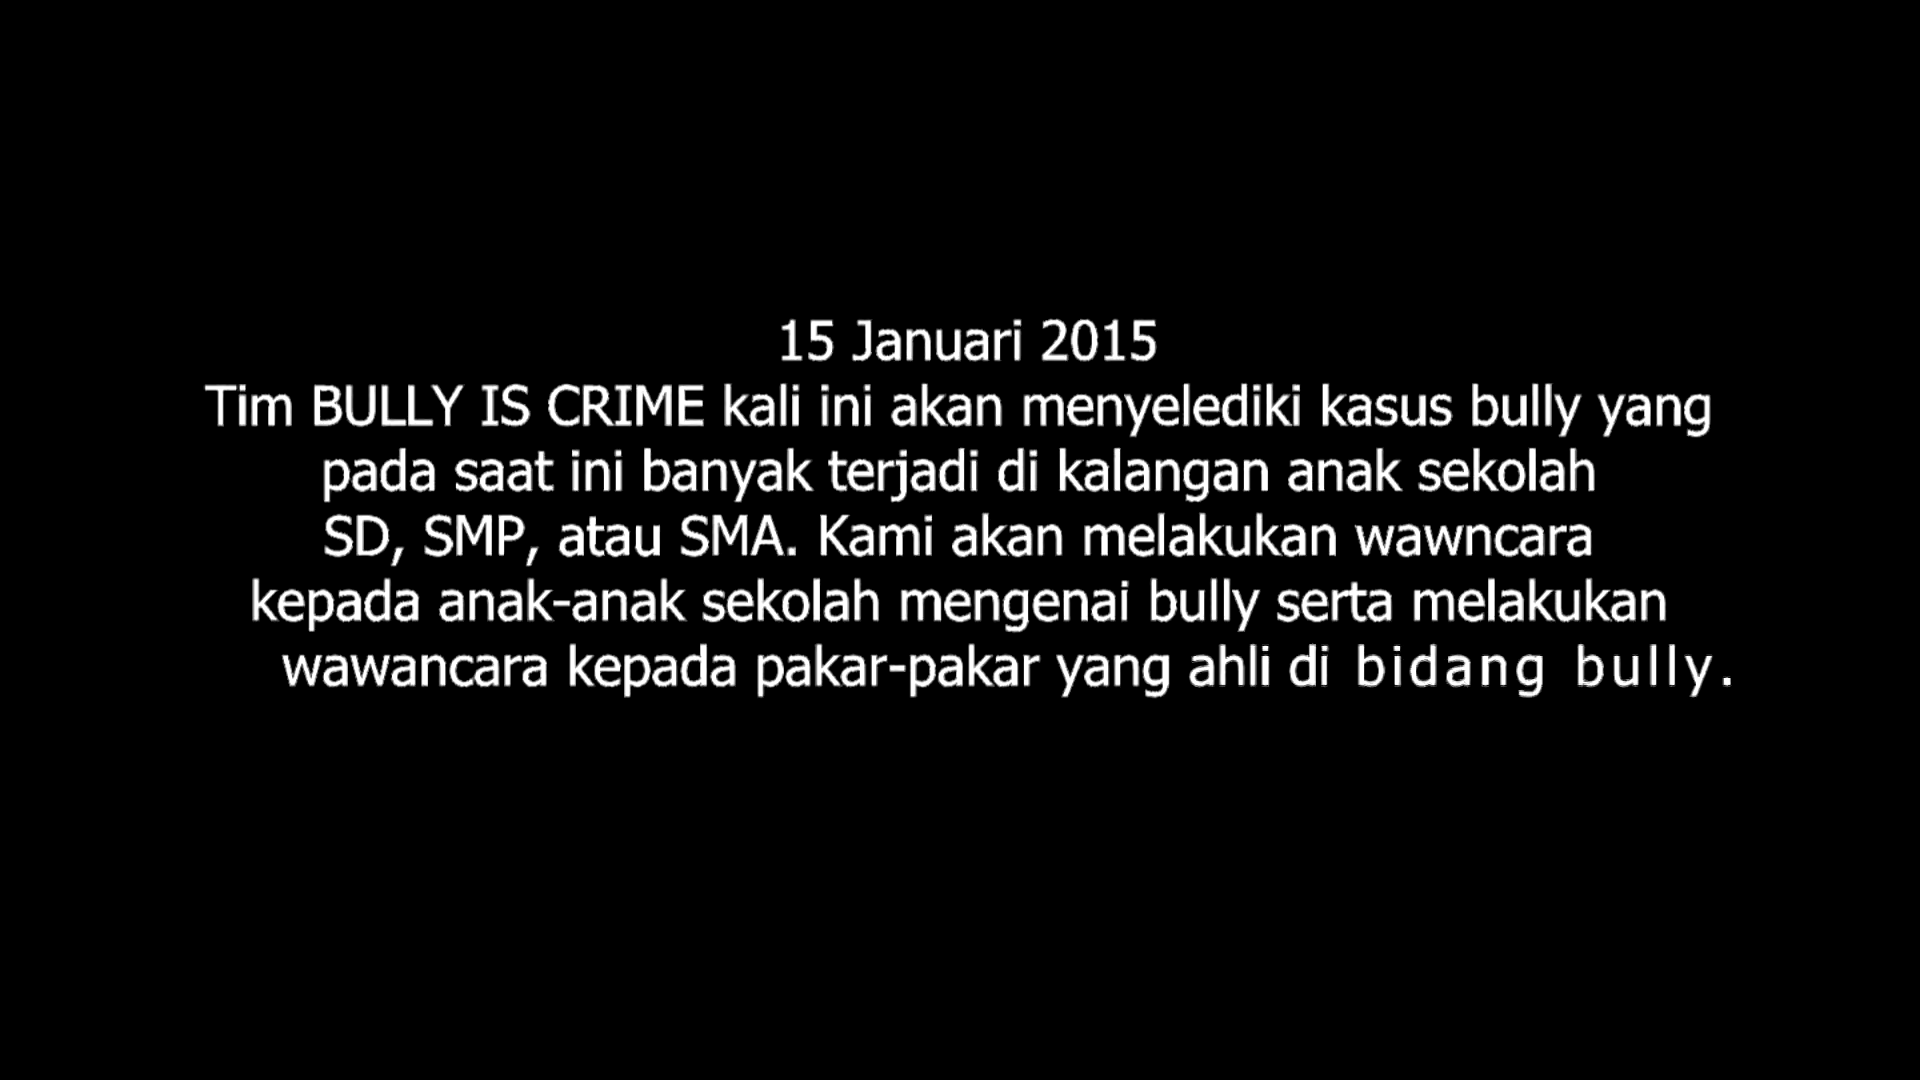 15 Januari 2015
Tim BULLY IS CRIME kali ini akan menyelediki kasus bully yang
pada saat ini banyak terjadi di kalangan anak sekolah
SD, SMP, atau SMA. Kami akan melakukan wawncara
kepada anak-anak sekolah mengenai bully serta melakukan
wawancara kepada pakar-pakar yang ahli di bidang bully.